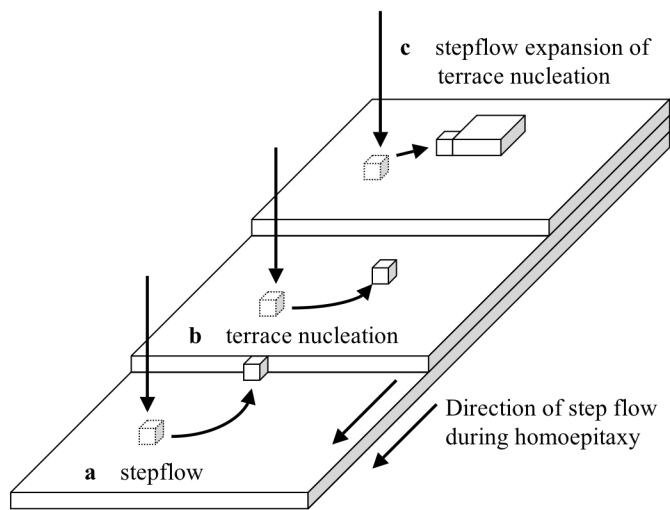 c stepflow expansion of
terrace nucleation
b terrace nucleation
Direction of step flow
during homoepitaxy
a stepflow